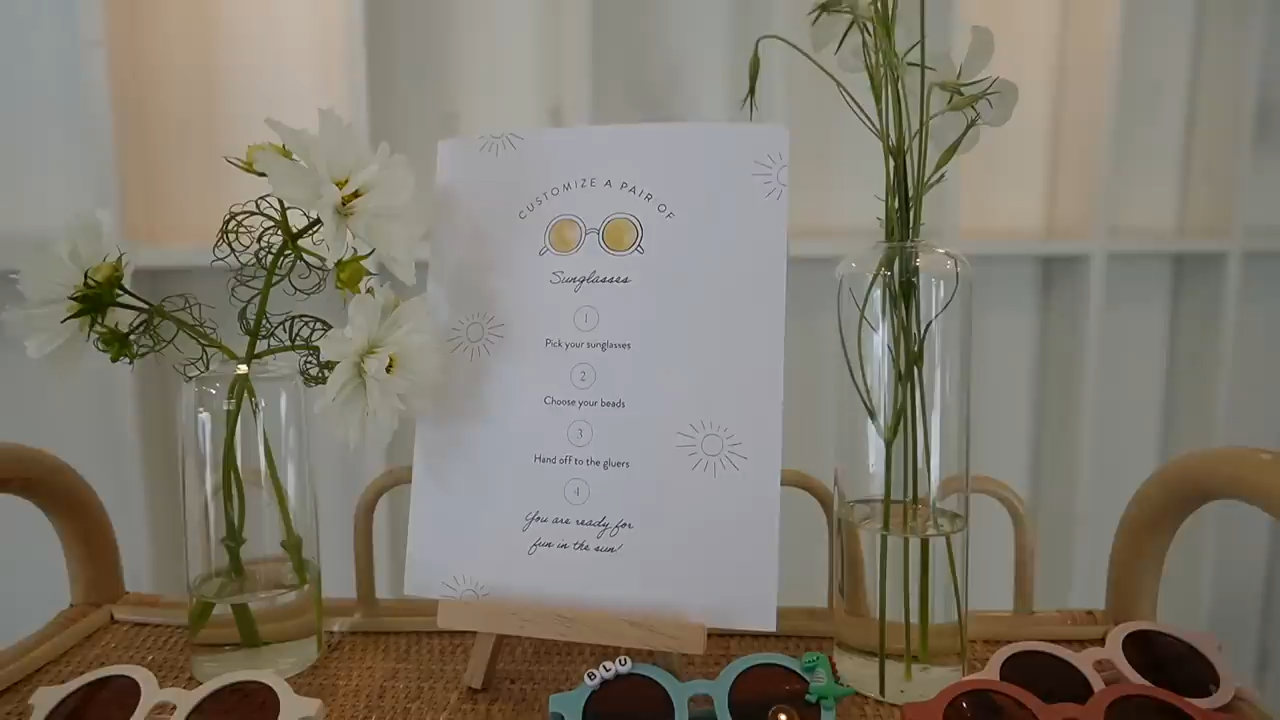 CUSTOMIZE A PAIR OF
Sunglasses
1
Pick your sunglasses
2
Choose your beads
3
Hand off to the gluers
4
You are ready for
fun in the sun!
BLU